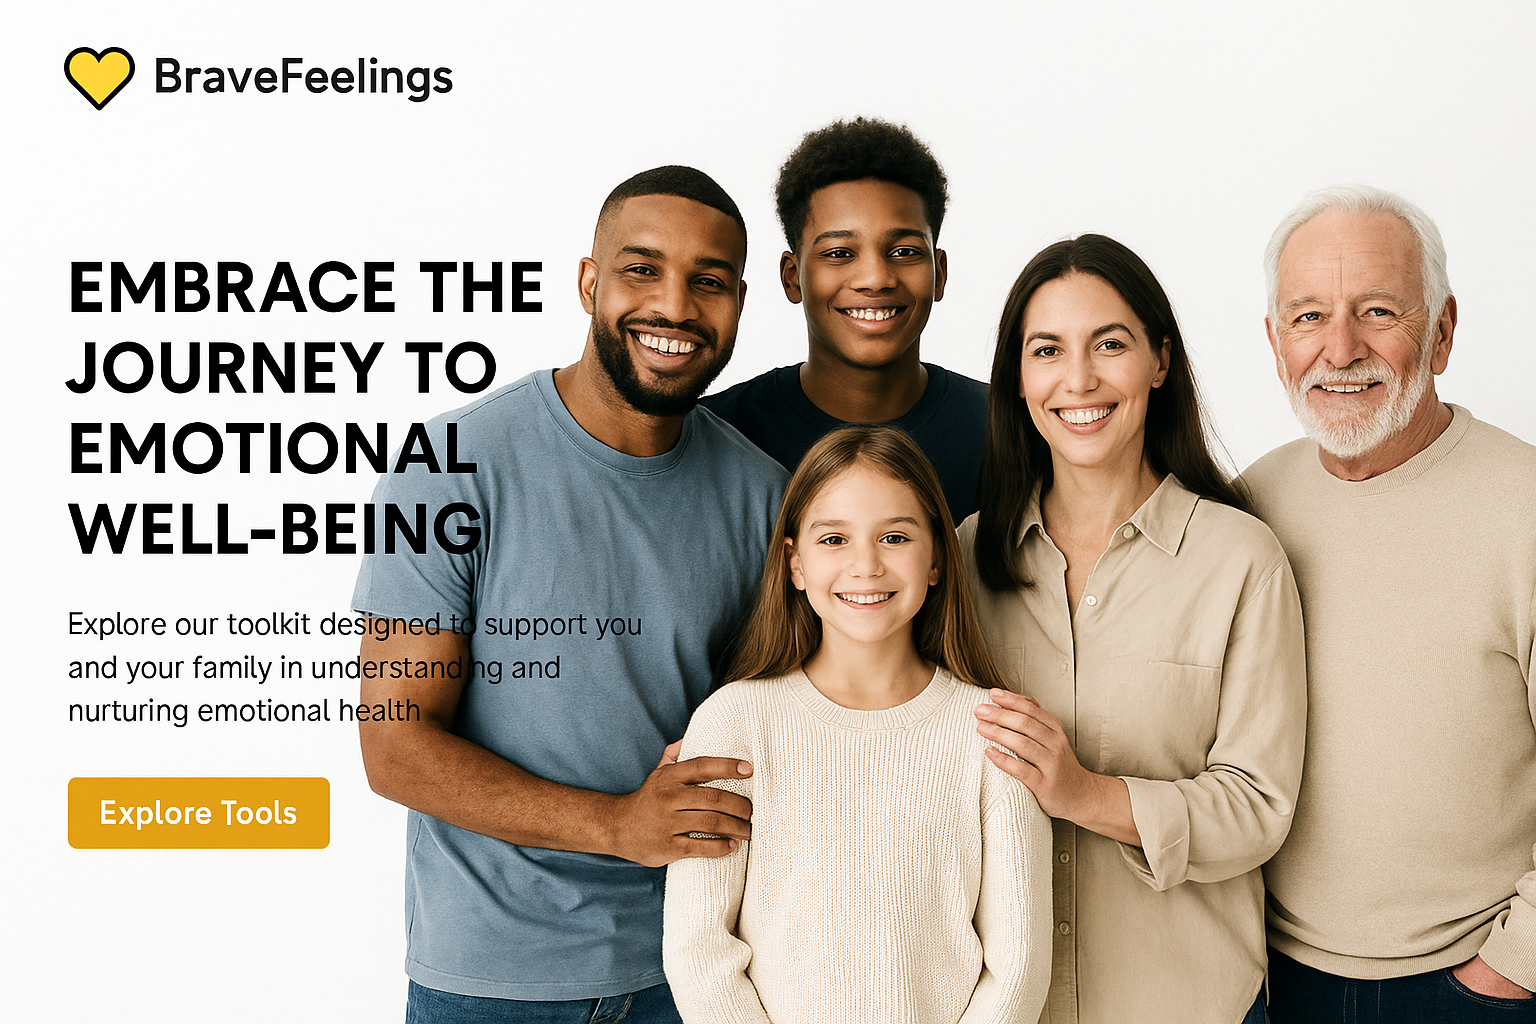 BraveFeelings
EMBRACE THE
JOURNEY TO
EMOTIONAL
WELL-BEING
Explore our toolkit designed to support you
and your family in understanding and
nurturing emotional health
Explore Tools